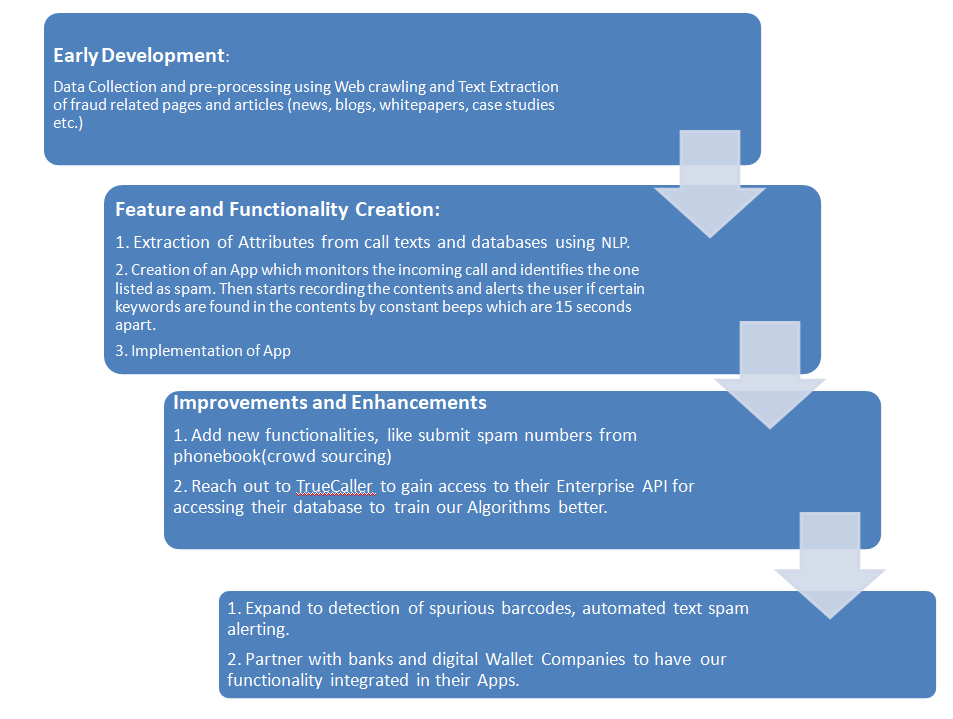 Early Development:
Data Collection and pre-processing using Web crawling and Text Extraction
of fraud related pages and articles (news, blogs, whitepapers, case studies
etc.)
Feature and Functionality Creation:
1. Extraction of Attributes from call texts and databases using NLP.
2. Creation of an App which monitors the incoming call and identifies the one
listed as spam. Then starts recording the contents and alerts the user if certain
keywords are found in the contents by constant beeps which are 15 seconds
apart.
3. Implementation of App
Improvements and Enhancements
1. Add new functionalities, like submit spam numbers from
phonebook(crowd sourcing)
2. Reach out to TrueCaller to gain access to their Enterprise API for
accessing their database to train our Algorithms better.
1. Expand to detection of spurious barcodes, automated text spam
alerting.
2. Partner with banks and digital Wallet Companies to have our
functionality integrated in their Apps.